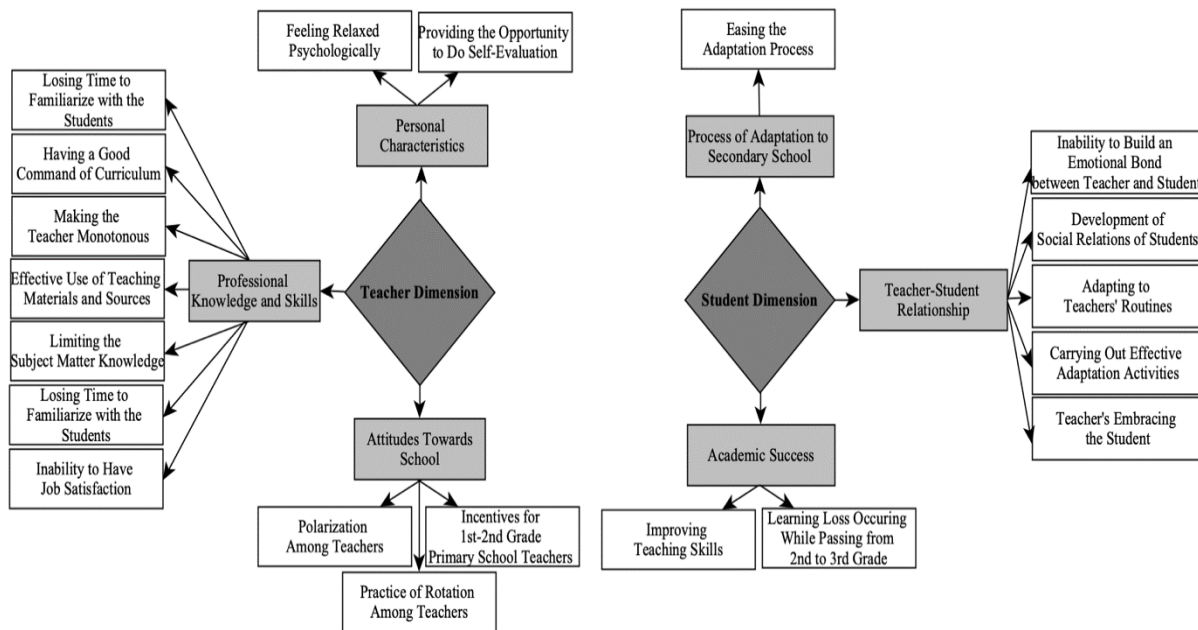 Feeling Relaxed
Psychologically
Providing the Opportunity
to Do Self-Evaluation
Personal
Characteristics
Losing Time to
Familiarize with the
Students
Having a Good
Command of Curriculum
Making the
Teacher Monotonous
Effective Use of Teaching
Materials and Sources
Limiting the
Subject Matter Knowledge
Losing Time to
Familiarize with the
Students
Inability to Have
Job Satisfaction
Professional
Knowledge and Skills
Teacher Dimension
Attitudes Towards
School
Polarization
Among Teachers
Incentives for
1st-2nd Grade
Primary School Teachers
Practice of Rotation
Among Teachers
Easing the
Adaptation Process
Process of Adaptation to
Secondary School
Student Dimension
Teacher-Student
Relationship
Inability to Build an
Emotional Bond
between Teacher and Student
Development of
Social Relations of Students
Adapting to
Teachers' Routines
Carrying Out Effective
Adaptation Activities
Teacher's Embracing
the Student
Academic Success
Improving
Teaching Skills
Learning Loss Occuring
While Passing from
2nd to 3rd Grade